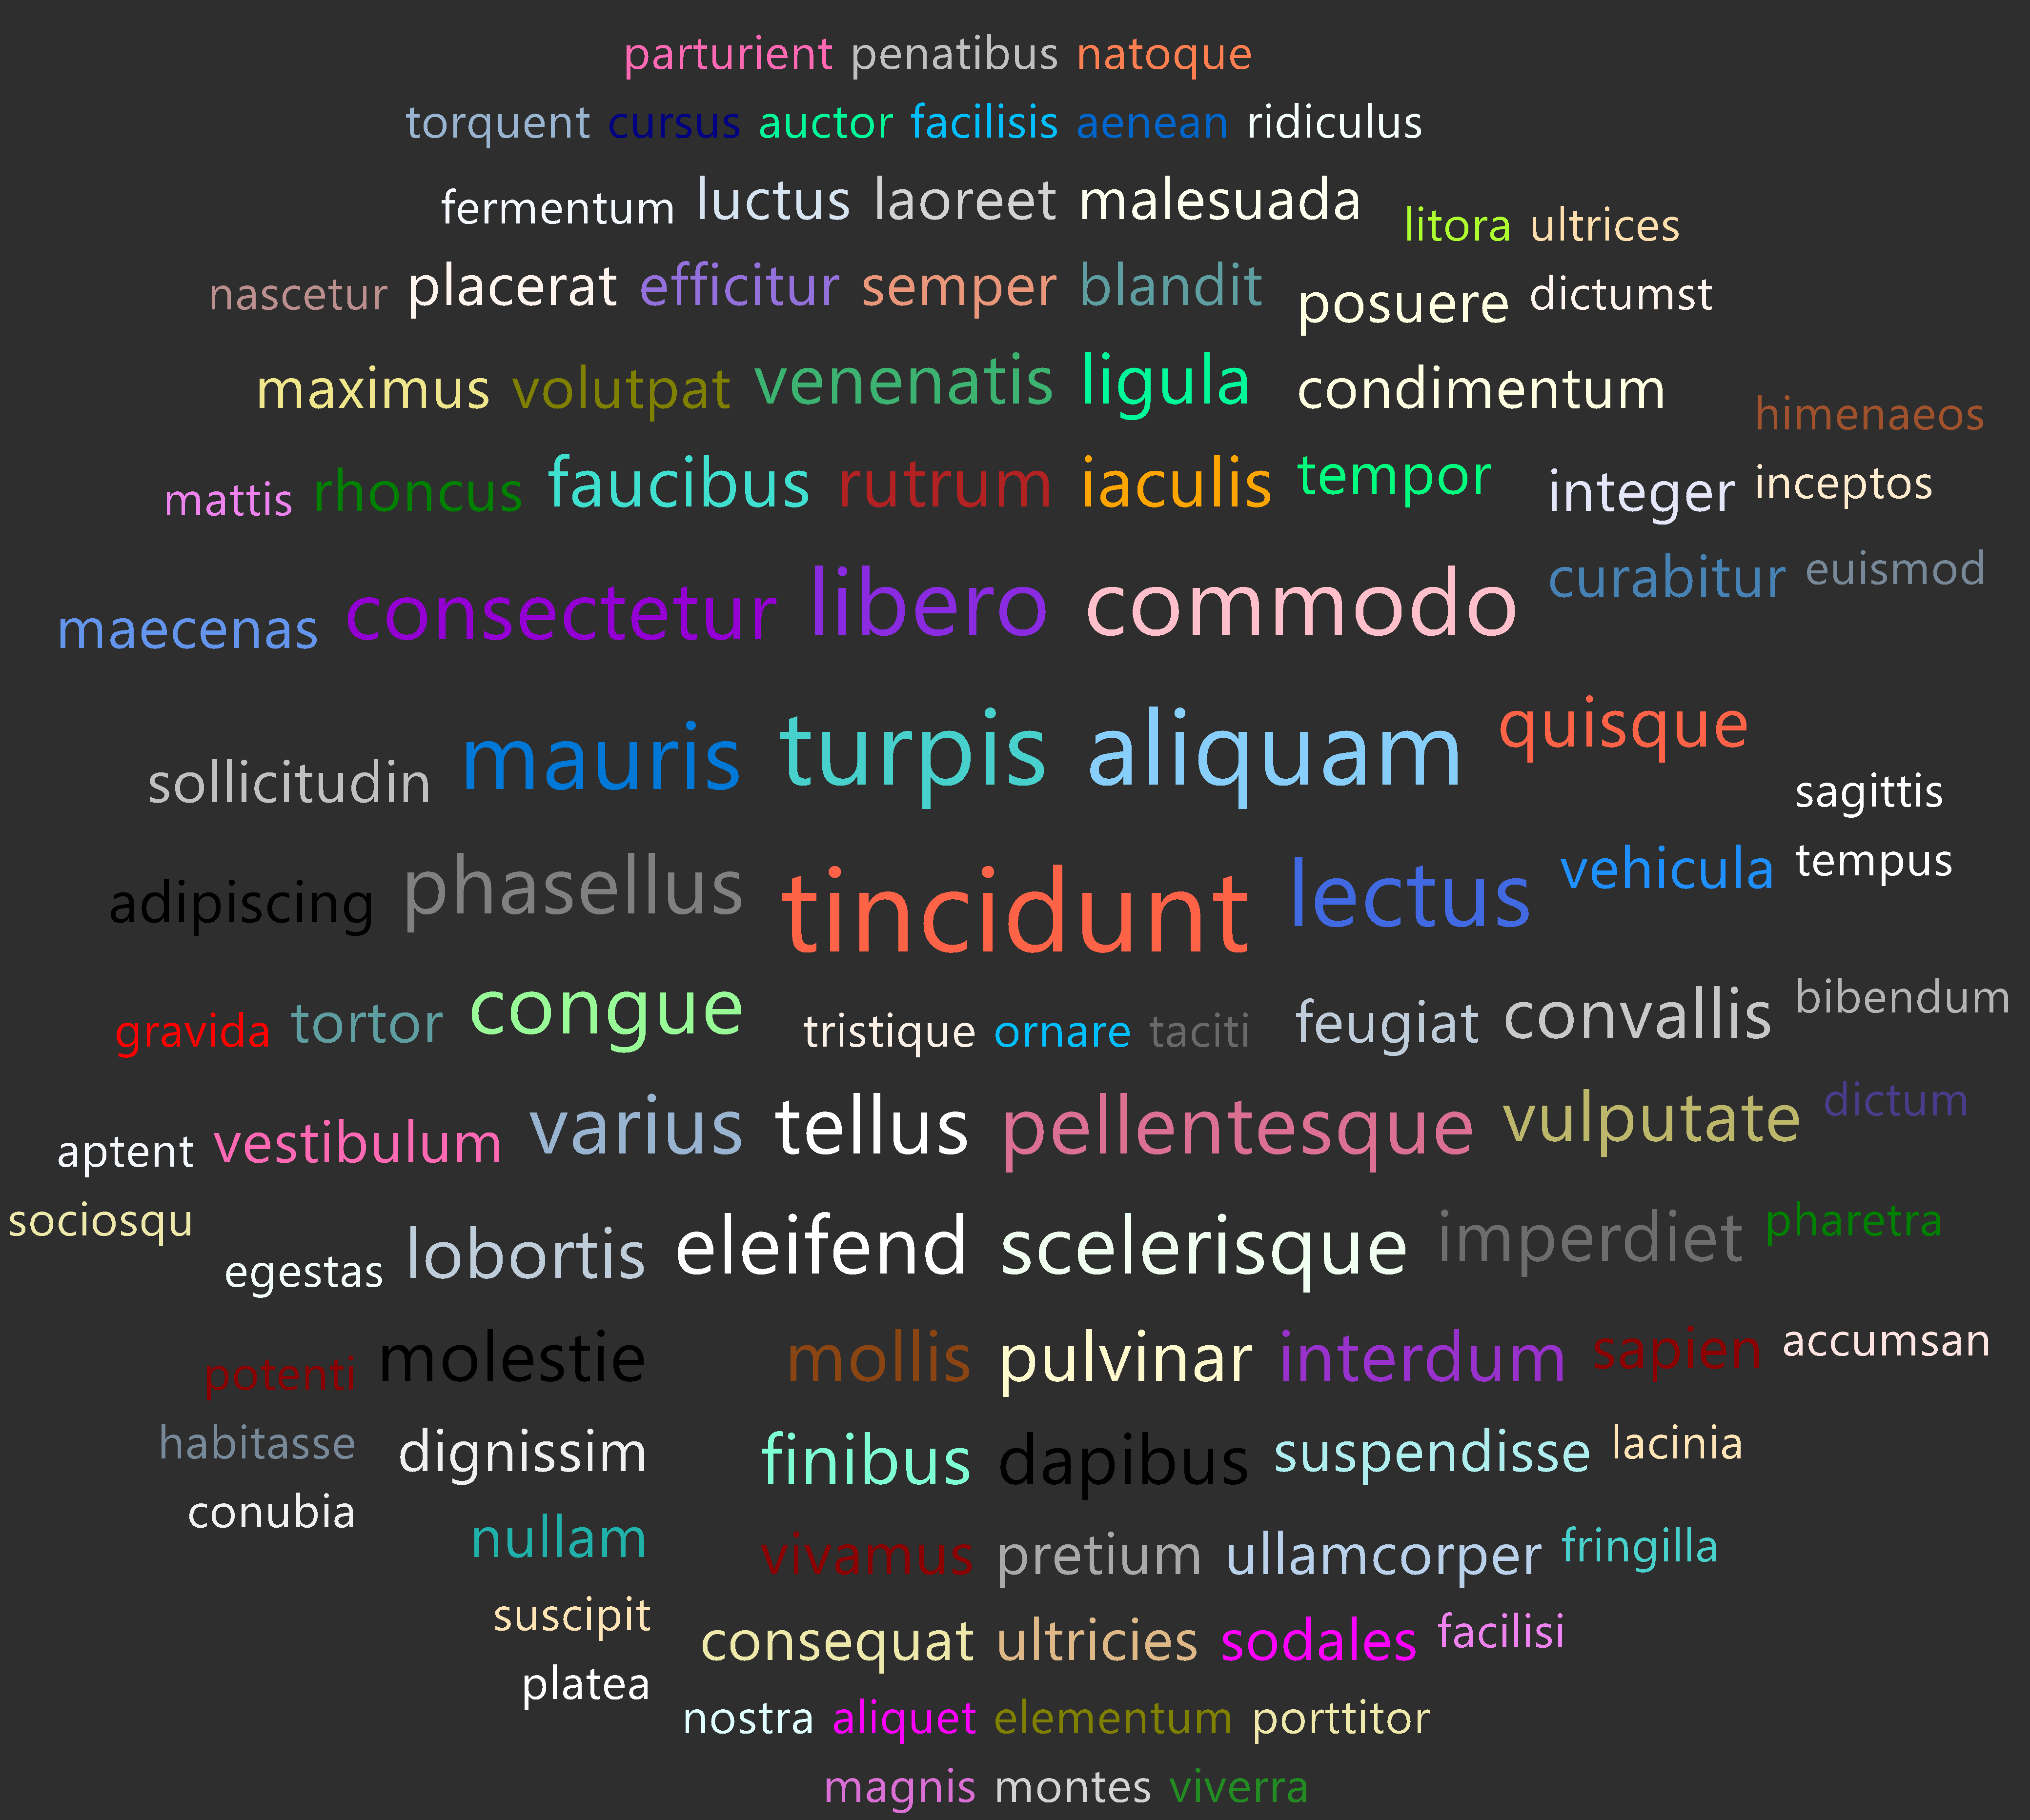 parturient penatibus natoque
torquent cursus auctor facilisis aenean ridiculus
fermentum luctus laoreet malesuada litora ultrices
nascetur placerat efficitur semper blandit posuere dictumst
maximus volutpat venenatis ligula condimentum himenaeos
mattis rhoncus faucibus rutrum iaculis tempor integer inceptos
maecenas consectetur libero commodo curabitur euismod
sollicitudin mauris turpis aliquam quisque sagittis
adipiscing phasellus tincidunt lectus vehicula tempus
gravida tortor congue tristique ornare taciti feugiat convallis bibendum
aptent vestibulum varius tellus pellentesque vulputate dictum
sociosqu egestas lobortis eleifend scelerisque imperdiet pharetra
potenti molestie mollis pulvinar interdum sapien accumsan
habitasse dignissim finibus dapibus suspendisse lacinia
conubia nullam vivamus pretium ullamcorper fringilla
suscipit consequat ultricies sodales facilisi
platea nostra aliquet elementum porttitor
magnis montes viverra